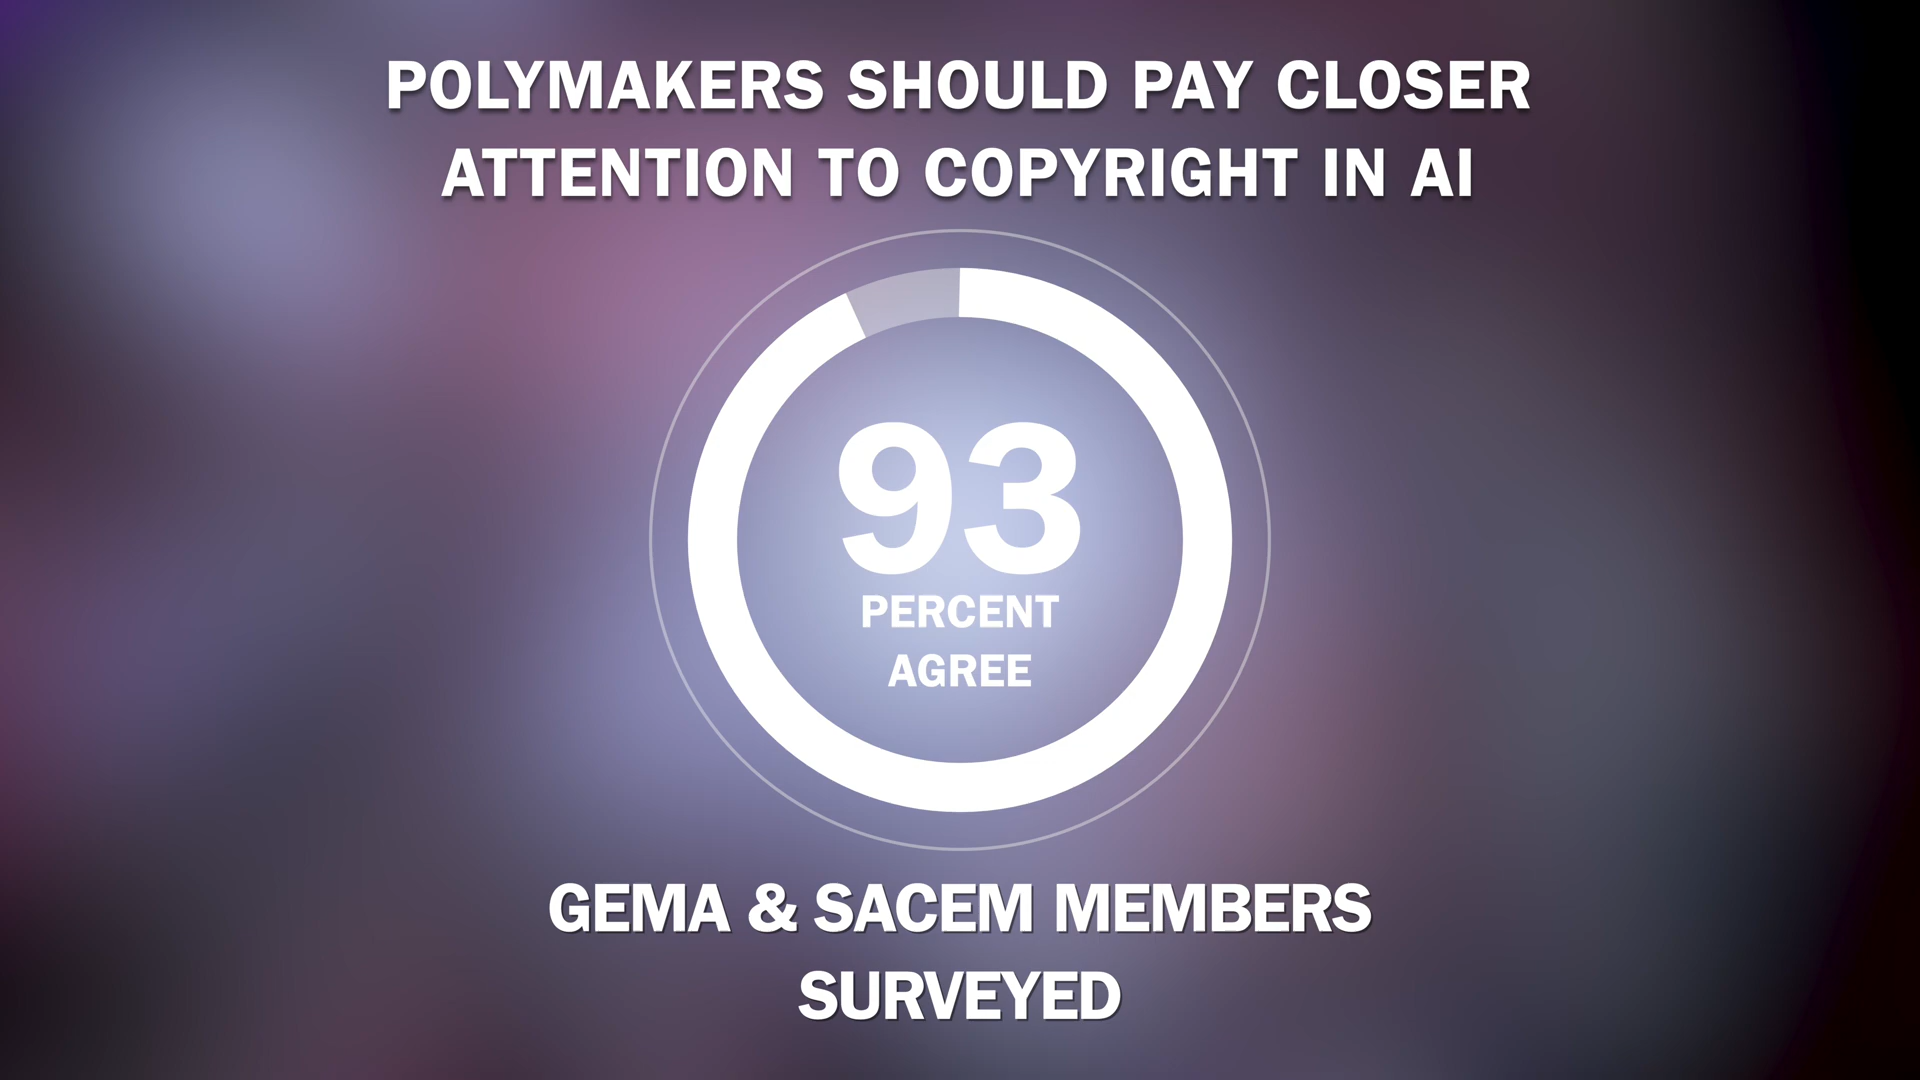 POLYMAKERS SHOULD PAY CLOSER
ATTENTION TO COPYRIGHT IN AI
93
PERCENT
AGREE
GEMA & SACEM MEMBERS
SURVEYED